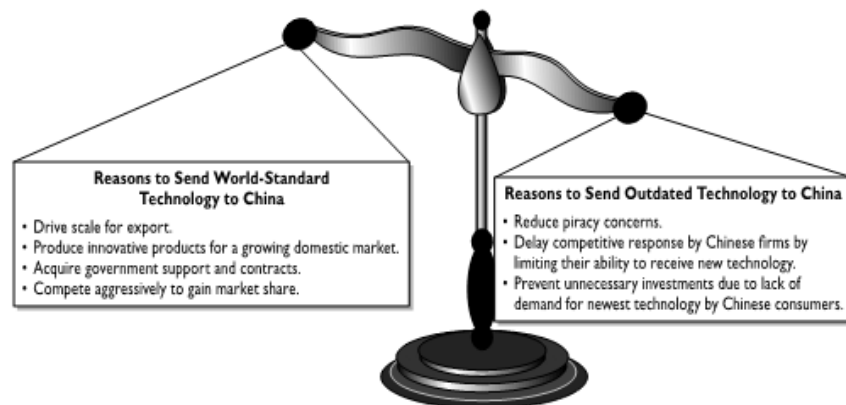 Reasons to Send World-Standard
Technology to China
• Drive scale for export.
• Produce innovative products for a growing domestic market.
• Acquire government support and contracts.
• Compete aggressively to gain market share.
Reasons to Send Outdated Technology to China
• Reduce piracy concerns.
• Delay competitive response by Chinese firms by
limiting their ability to receive new technology.
• Prevent unnecessary investments due to lack of
demand for newest technology by Chinese consumers.